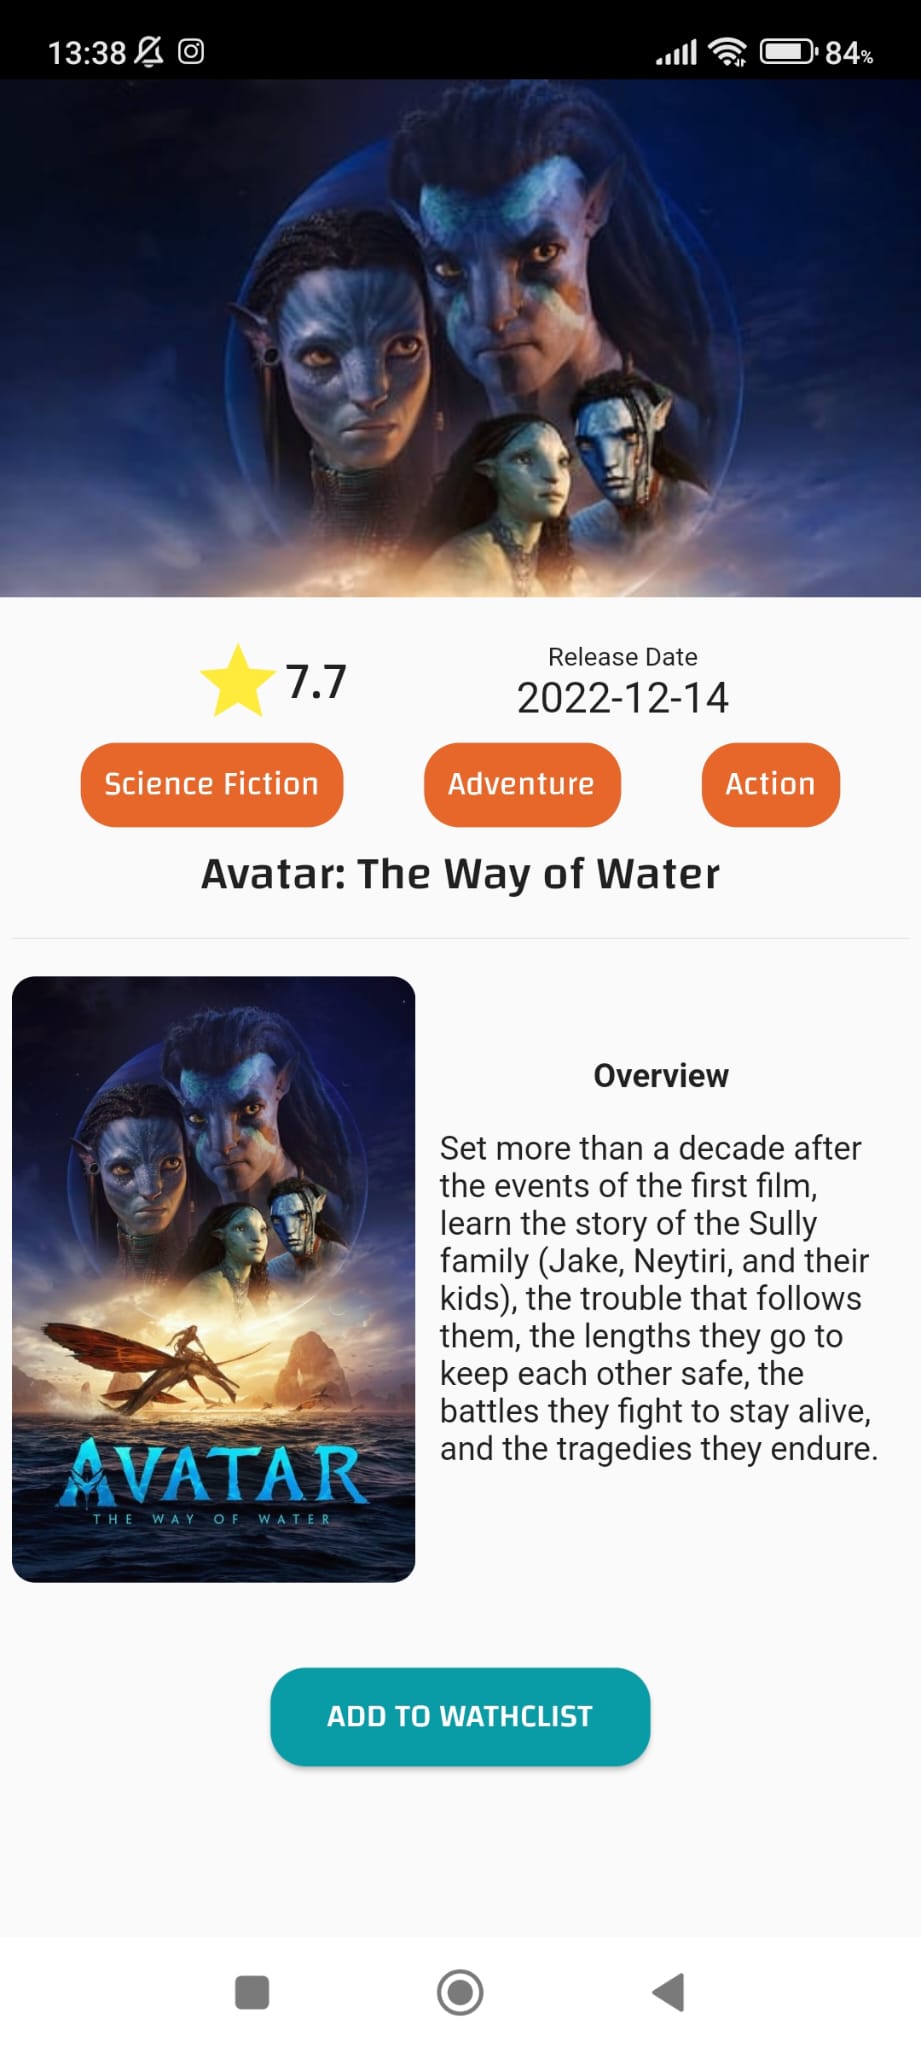 13:38 84%
7.7
Release Date
2022-12-14
Science Fiction Adventure Action
Avatar: The Way of Water
AVATAR
THE WAY OF WATER
Overview
Set more than a decade after
the events of the first film,
learn the story of the Sully
family (Jake, Neytiri, and their
kids), the trouble that follows
them, the lengths they go to
keep each other safe, the
battles they fight to stay alive,
and the tragedies they endure.
ADD TO WATHCLIST